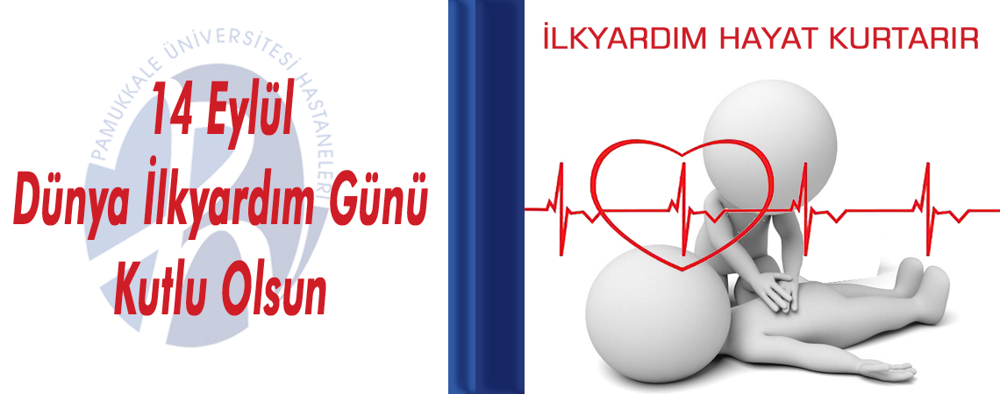 PAMUKKALE ÜNİVERSİTESİ HASTANELERİ
14 Eylül
Dünya İlkyardım Günü
Kutlu Olsun
İLKYARDIM HAYAT KURTARIR